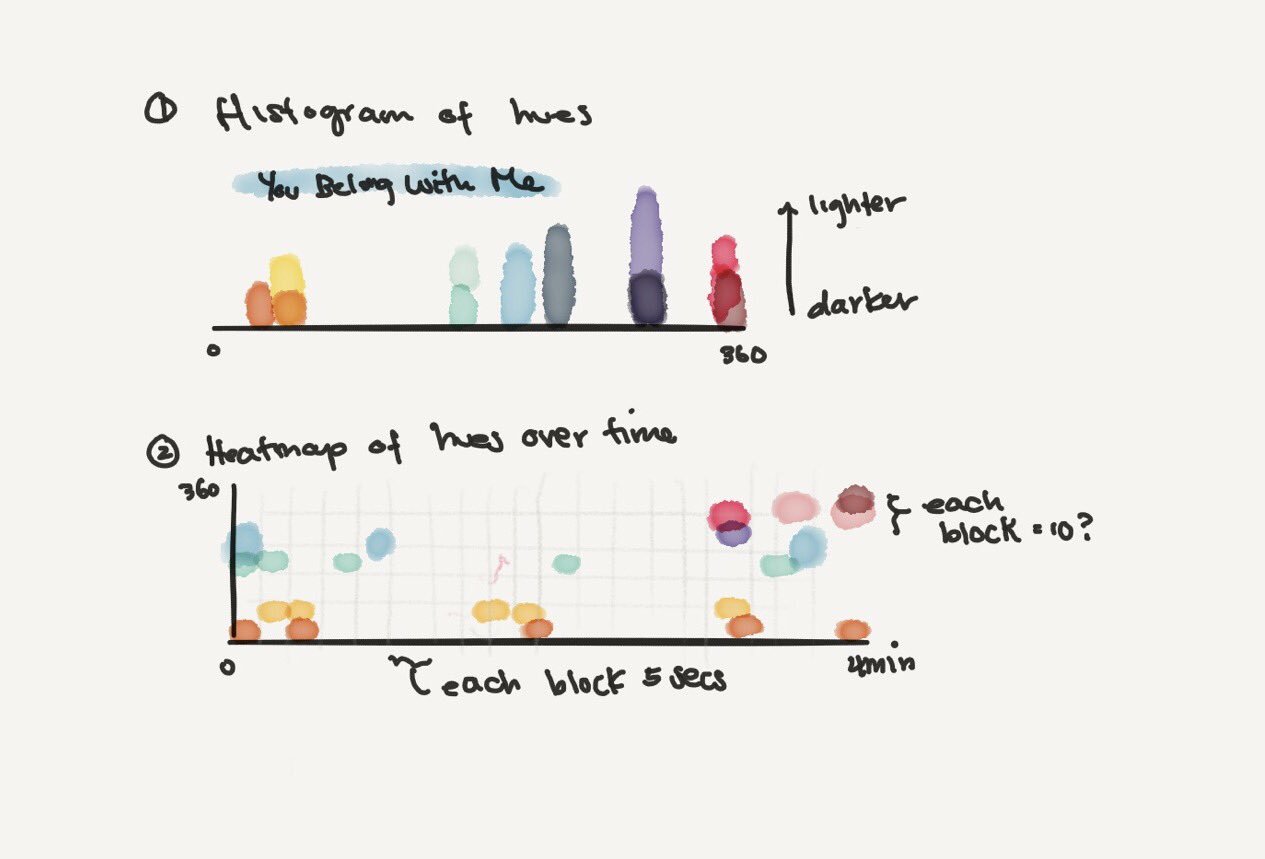 ① Histogram of hues
You Belong With Me
lighter
darker
0
360
② Heatmap of hues over time
360
each
block = 10?
0
4min
each block 5 secs